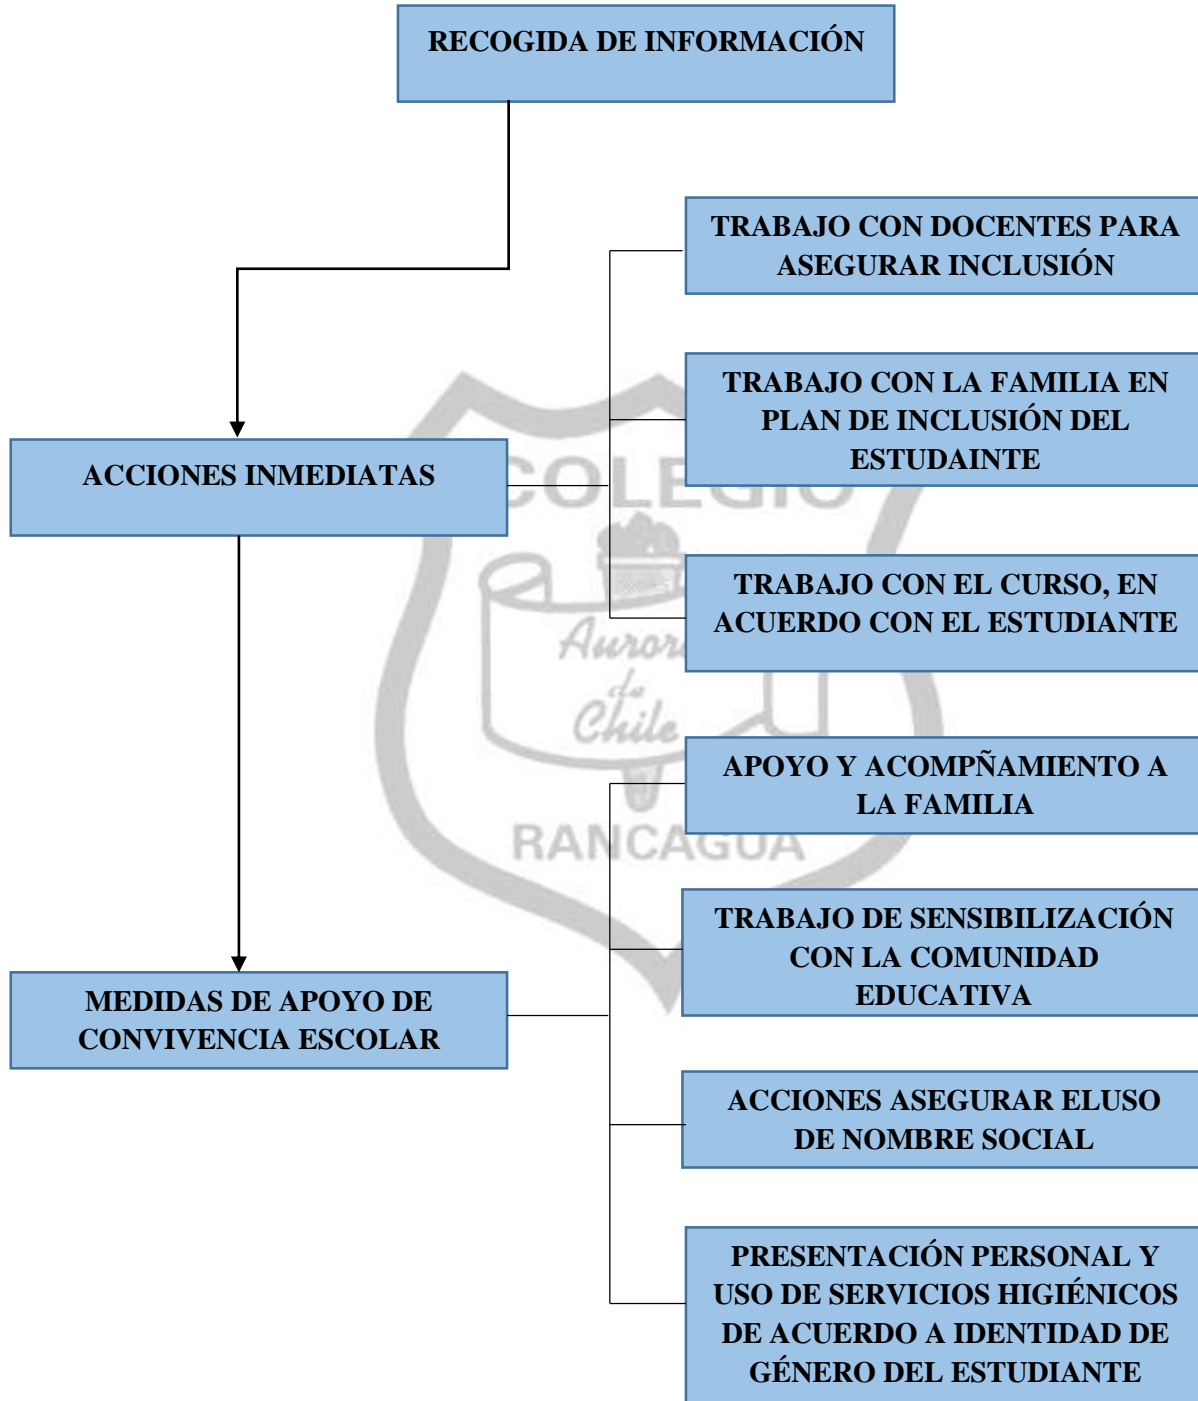 RECOGIDA DE INFORMACIÓN
TRABAJO CON DOCENTES PARA
ASEGURAR INCLUSIÓN
TRABAJO CON LA FAMILIA EN
PLAN DE INCLUSIÓN DEL
ESTUDAINTE
ACCIONES INMEDIATAS
COLEGIO
TRABAJO CON EL CURSO, EN
ACUERDO CON EL ESTUDIANTE
Aurora
de
Chile
APOYO Y ACOMPÑAMIENTO A
LA FAMILIA
RANCAGUA
TRABAJO DE SENSIBILIZACIÓN
CON LA COMUNIDAD
EDUCATIVA
MEDIDAS DE APOYO DE
CONVIVENCIA ESCOLAR
ACCIONES ASEGURAR ELUSO
DE NOMBRE SOCIAL
PRESENTACIÓN PERSONAL Y
USO DE SERVICIOS HIGIÉNICOS
DE ACUERDO A IDENTIDAD DE
GÉNERO DEL ESTUDIANTE